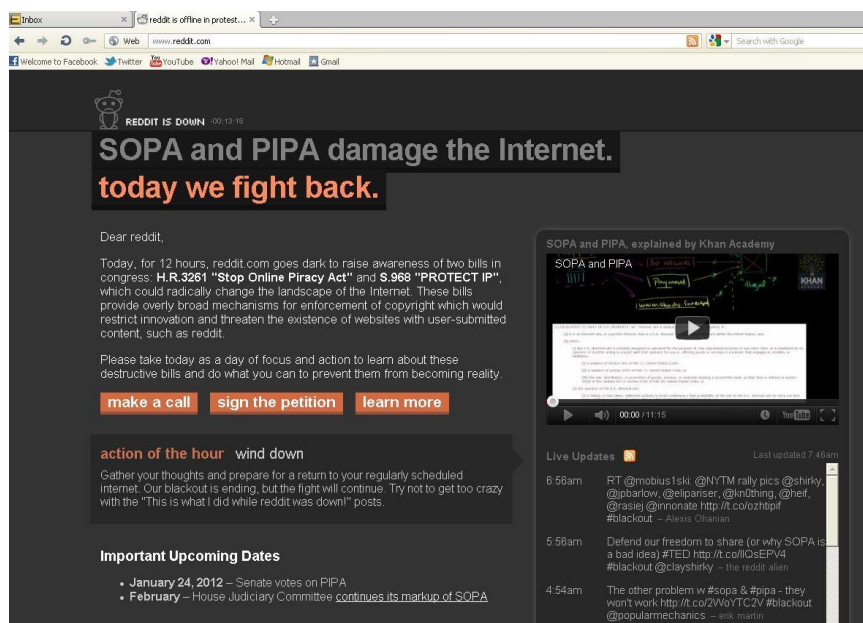 Inbox
reddit is offline in protest...
Web
www.reddit.com
Search with Google
Welcome to Facebook Twitter YouTube Yahoo! Mail Hotmail Gmail
REDDIT IS DOWN -00:13:18
SOPA and PIPA damage the Internet.
today we fight back.
Dear reddit,
Today, for 12 hours, reddit.com goes dark to raise awareness of two bills in
congress: H.R.3261 "Stop Online Piracy Act" and S.968 "PROTECT IP",
which could radically change the landscape of the Internet. These bills
provide overly broad mechanisms for enforcement of copyright which would
restrict innovation and threaten the existence of websites with user-submitted
content, such as reddit.
Please take today as a day of focus and action to learn about these
destructive bills and do what you can to prevent them from becoming reality.
make a call
sign the petition
learn more
action of the hour wind down
Gather your thoughts and prepare for a return to your regularly scheduled
internet. Our blackout is ending, but the fight will continue. Try not to get too crazy
with the "This is what I did while reddit was down!" posts.
Important Upcoming Dates
• January 24, 2012 – Senate votes on PIPA
• February – House Judiciary Committee continues its markup of SOPA
SOPA and PIPA, explained by Khan Academy
SOPA and PIPA
Payment
KHAN
00:00 / 11:15
YouTube
Live Updates
Last updated 7:46am
6:56am
RT @mobius1ski: @NYTM rally pics @shirky,
@jpbarlow, @elipariser, @kn0thing, @heif,
@rasiej @innonate http://t.co/ozhtipif
#blackout – Alexis Ohanian
5:56am
Defend our freedom to share (or why SOPA is
a bad idea) #TED http://t.co/IlQsEPV4
#blackout @clayshirky – the reddit alien
4:54am
The other problem w #sopa & #pipa - they
won't work http://t.co/2WoYTC2V #blackout
@popularmechanics – erik martin